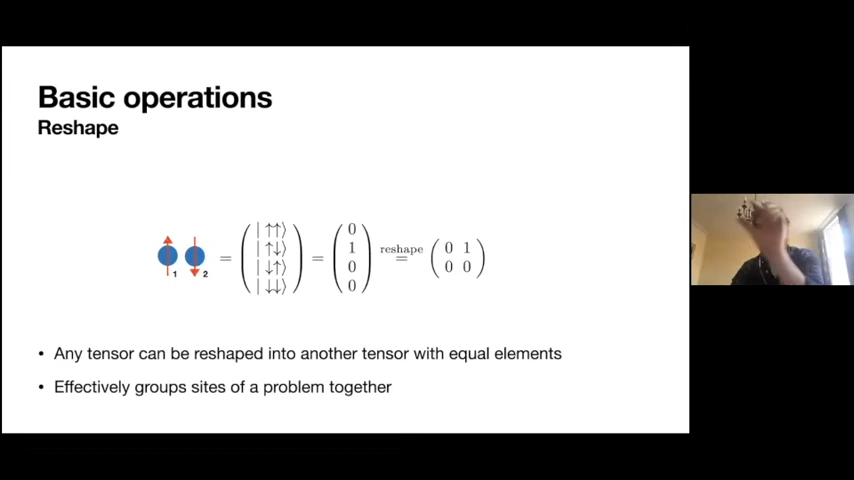 Basic operations
Reshape
1 2 = ( | ↑↑⟩ | ↑↓⟩ | ↓↑⟩ | ↓↓⟩ ) = ( 0 1 0 0 ) reshape = ( 0 1 0 0 )
• Any tensor can be reshaped into another tensor with equal elements
• Effectively groups sites of a problem together